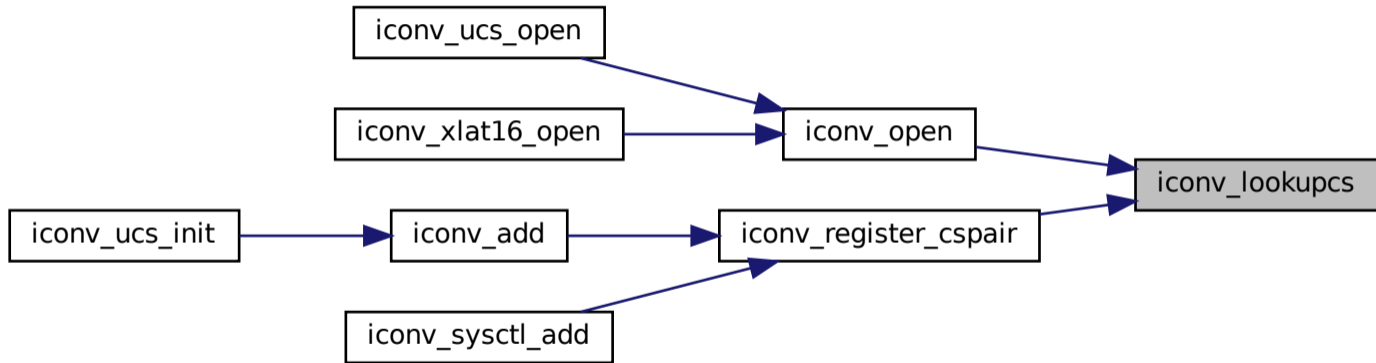 iconv_ucs_open
iconv_xlat16_open
iconv_open
iconv_lookupcs
iconv_ucs_init
iconv_add
iconv_register_cspair
iconv_sysctl_add